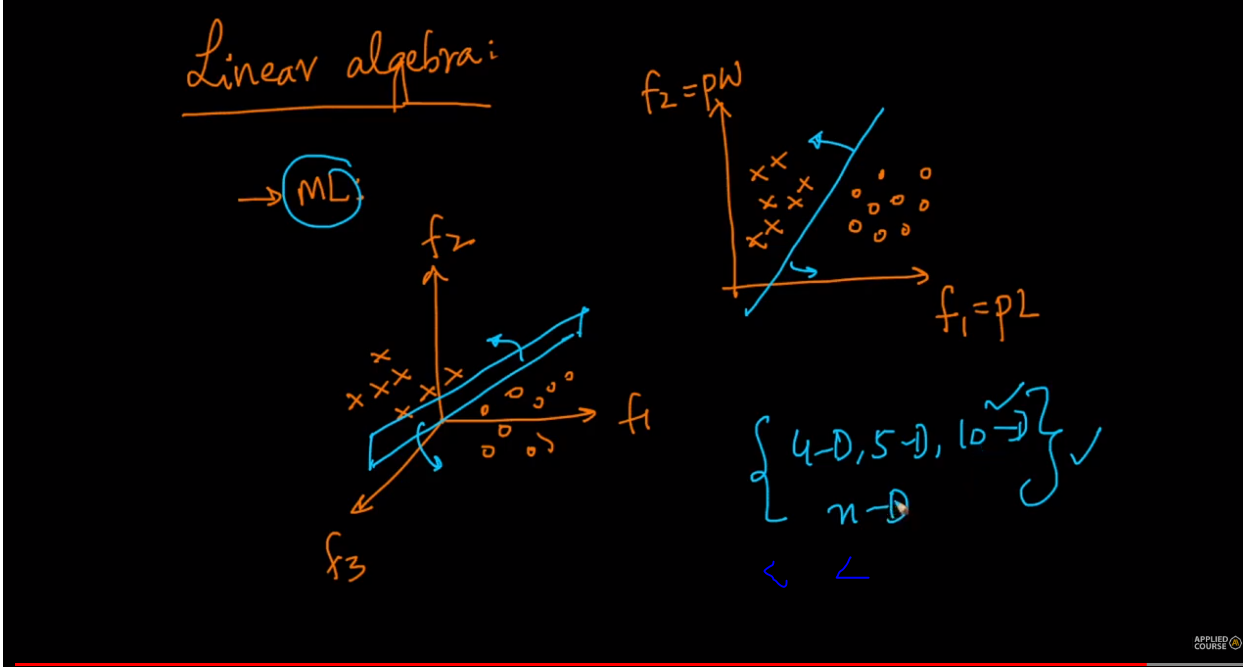 Linear algebra:
→ ML:
f2 = PW
f1 = PL
f2
f1
f3
{ 4-D, 5-D, 10-D }
n-D
APPLIED
COURSE